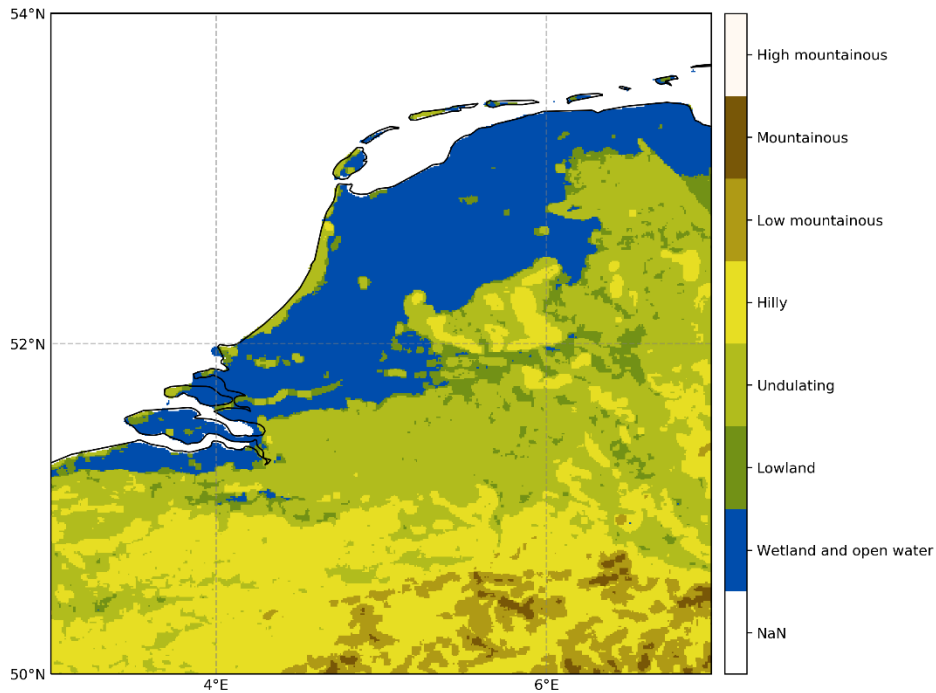 54°N
52°N
50°N
4°E
6°E
High mountainous
Mountainous
Low mountainous
Hilly
Undulating
Lowland
Wetland and open water
NaN